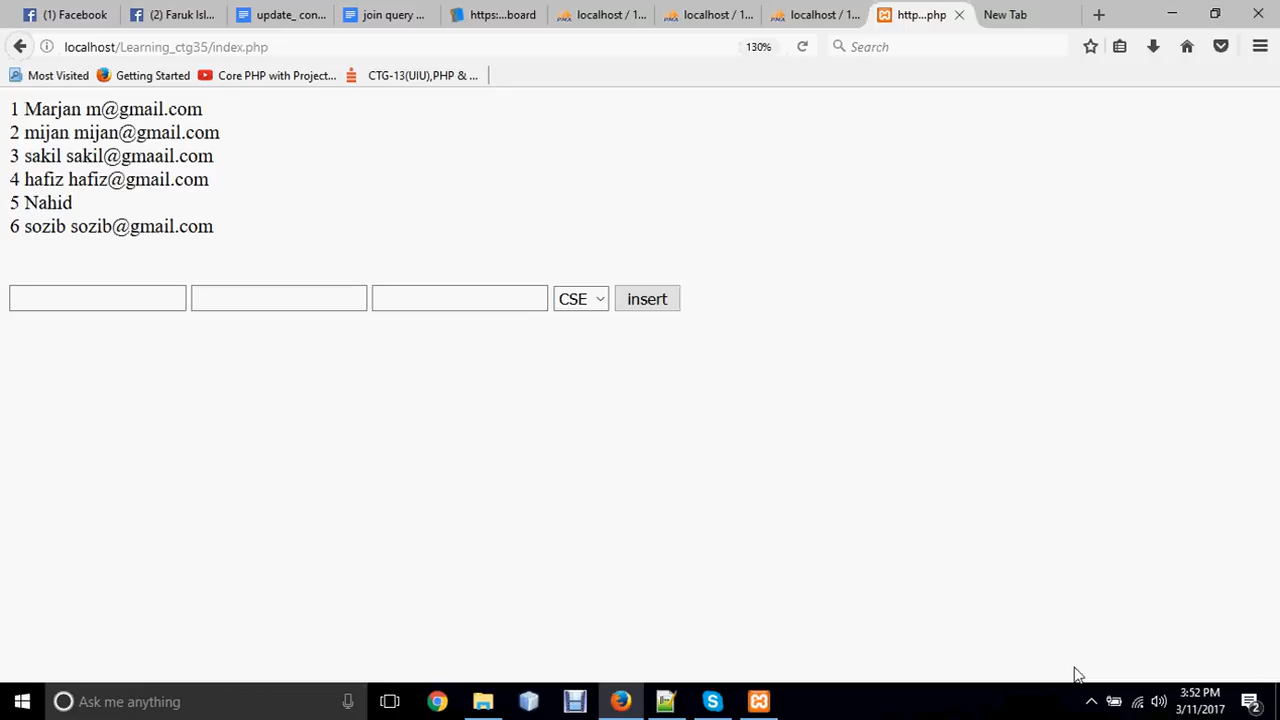 (1) Facebook
(2) Faruk Isl...
update_ con...
join query ...
https:...board
localhost / 1...
localhost / 1...
localhost / 1...
http...php
New Tab
localhost/Learning_ctg35/index.php
130%
Search
Most Visited
Getting Started
Core PHP with Project...
CTG-13(UIU),PHP & ...
1 Marjan m@gmail.com
2 mijan mijan@gmail.com
3 sakil sakil@gmaail.com
4 hafiz hafiz@gmail.com
5 Nahid
6 sozib sozib@gmail.com
CSE
insert
Ask me anything
3:52 PM
3/11/2017
2